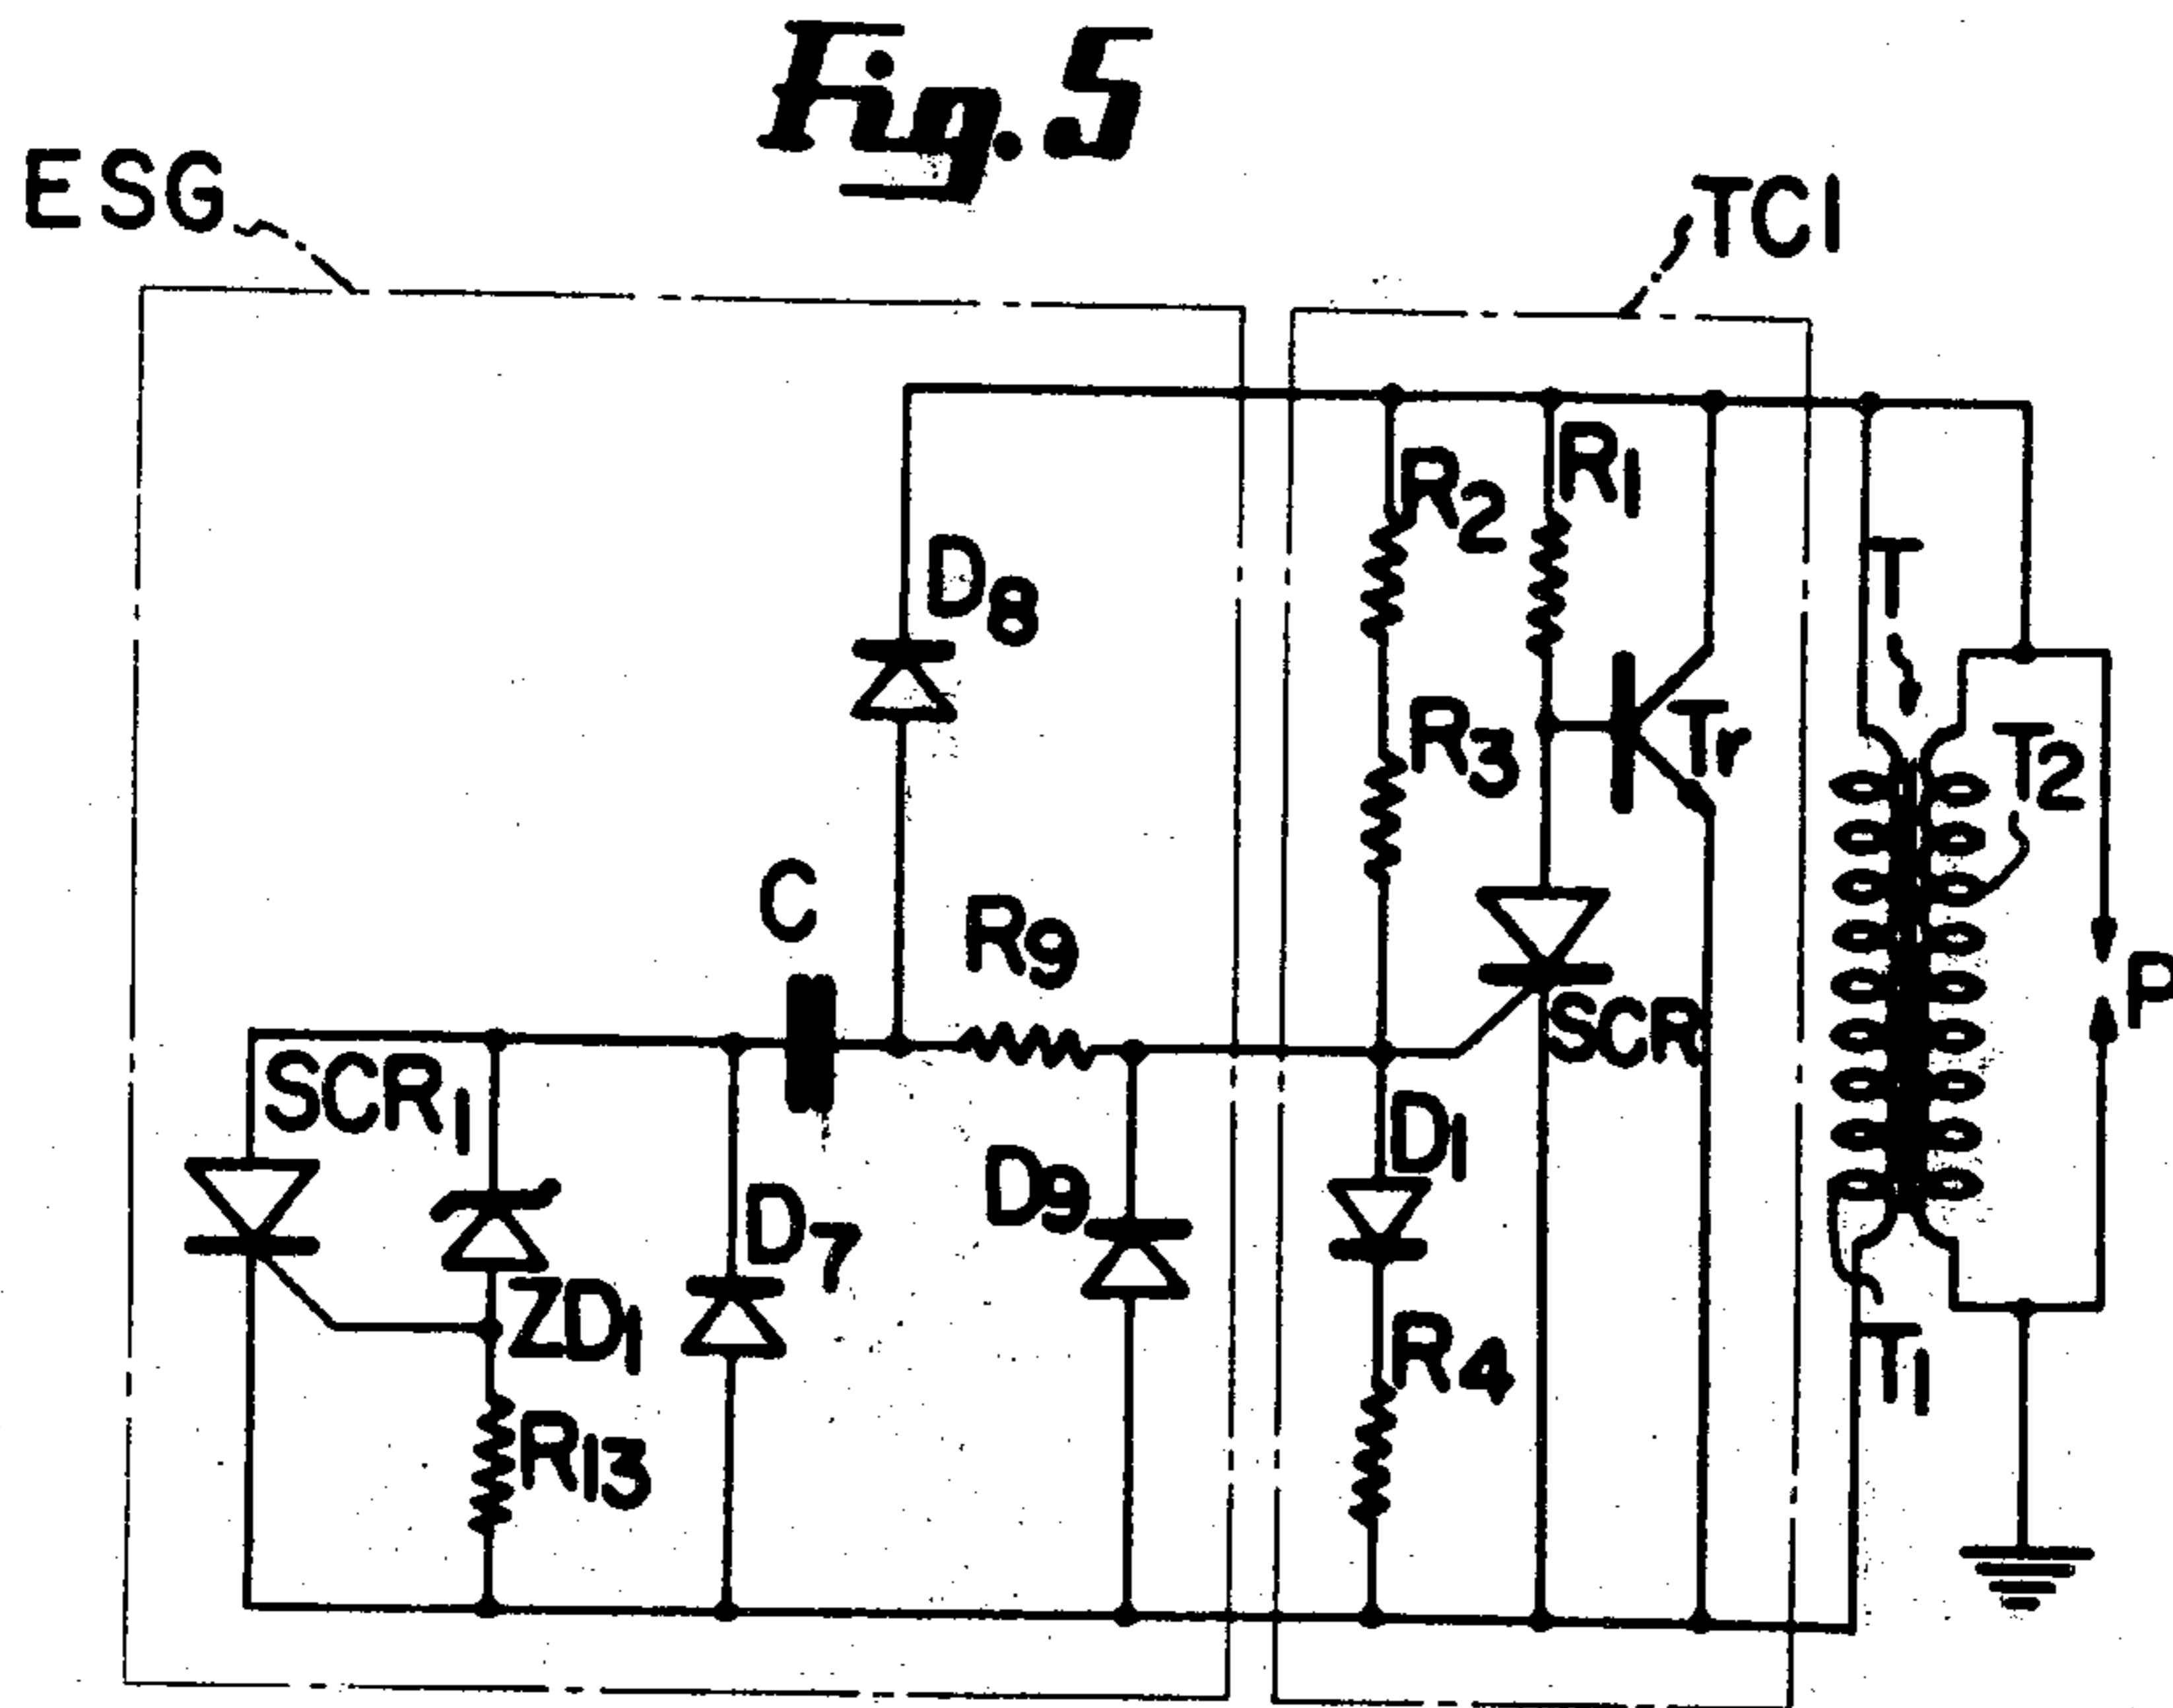 Fig. 5
ESG
TCI
R2
R1
D8
T
R3
Tr
T2
C
R9
P
SCR
SCR1
D1
D9
D7
ZD1
R4
T1
R13